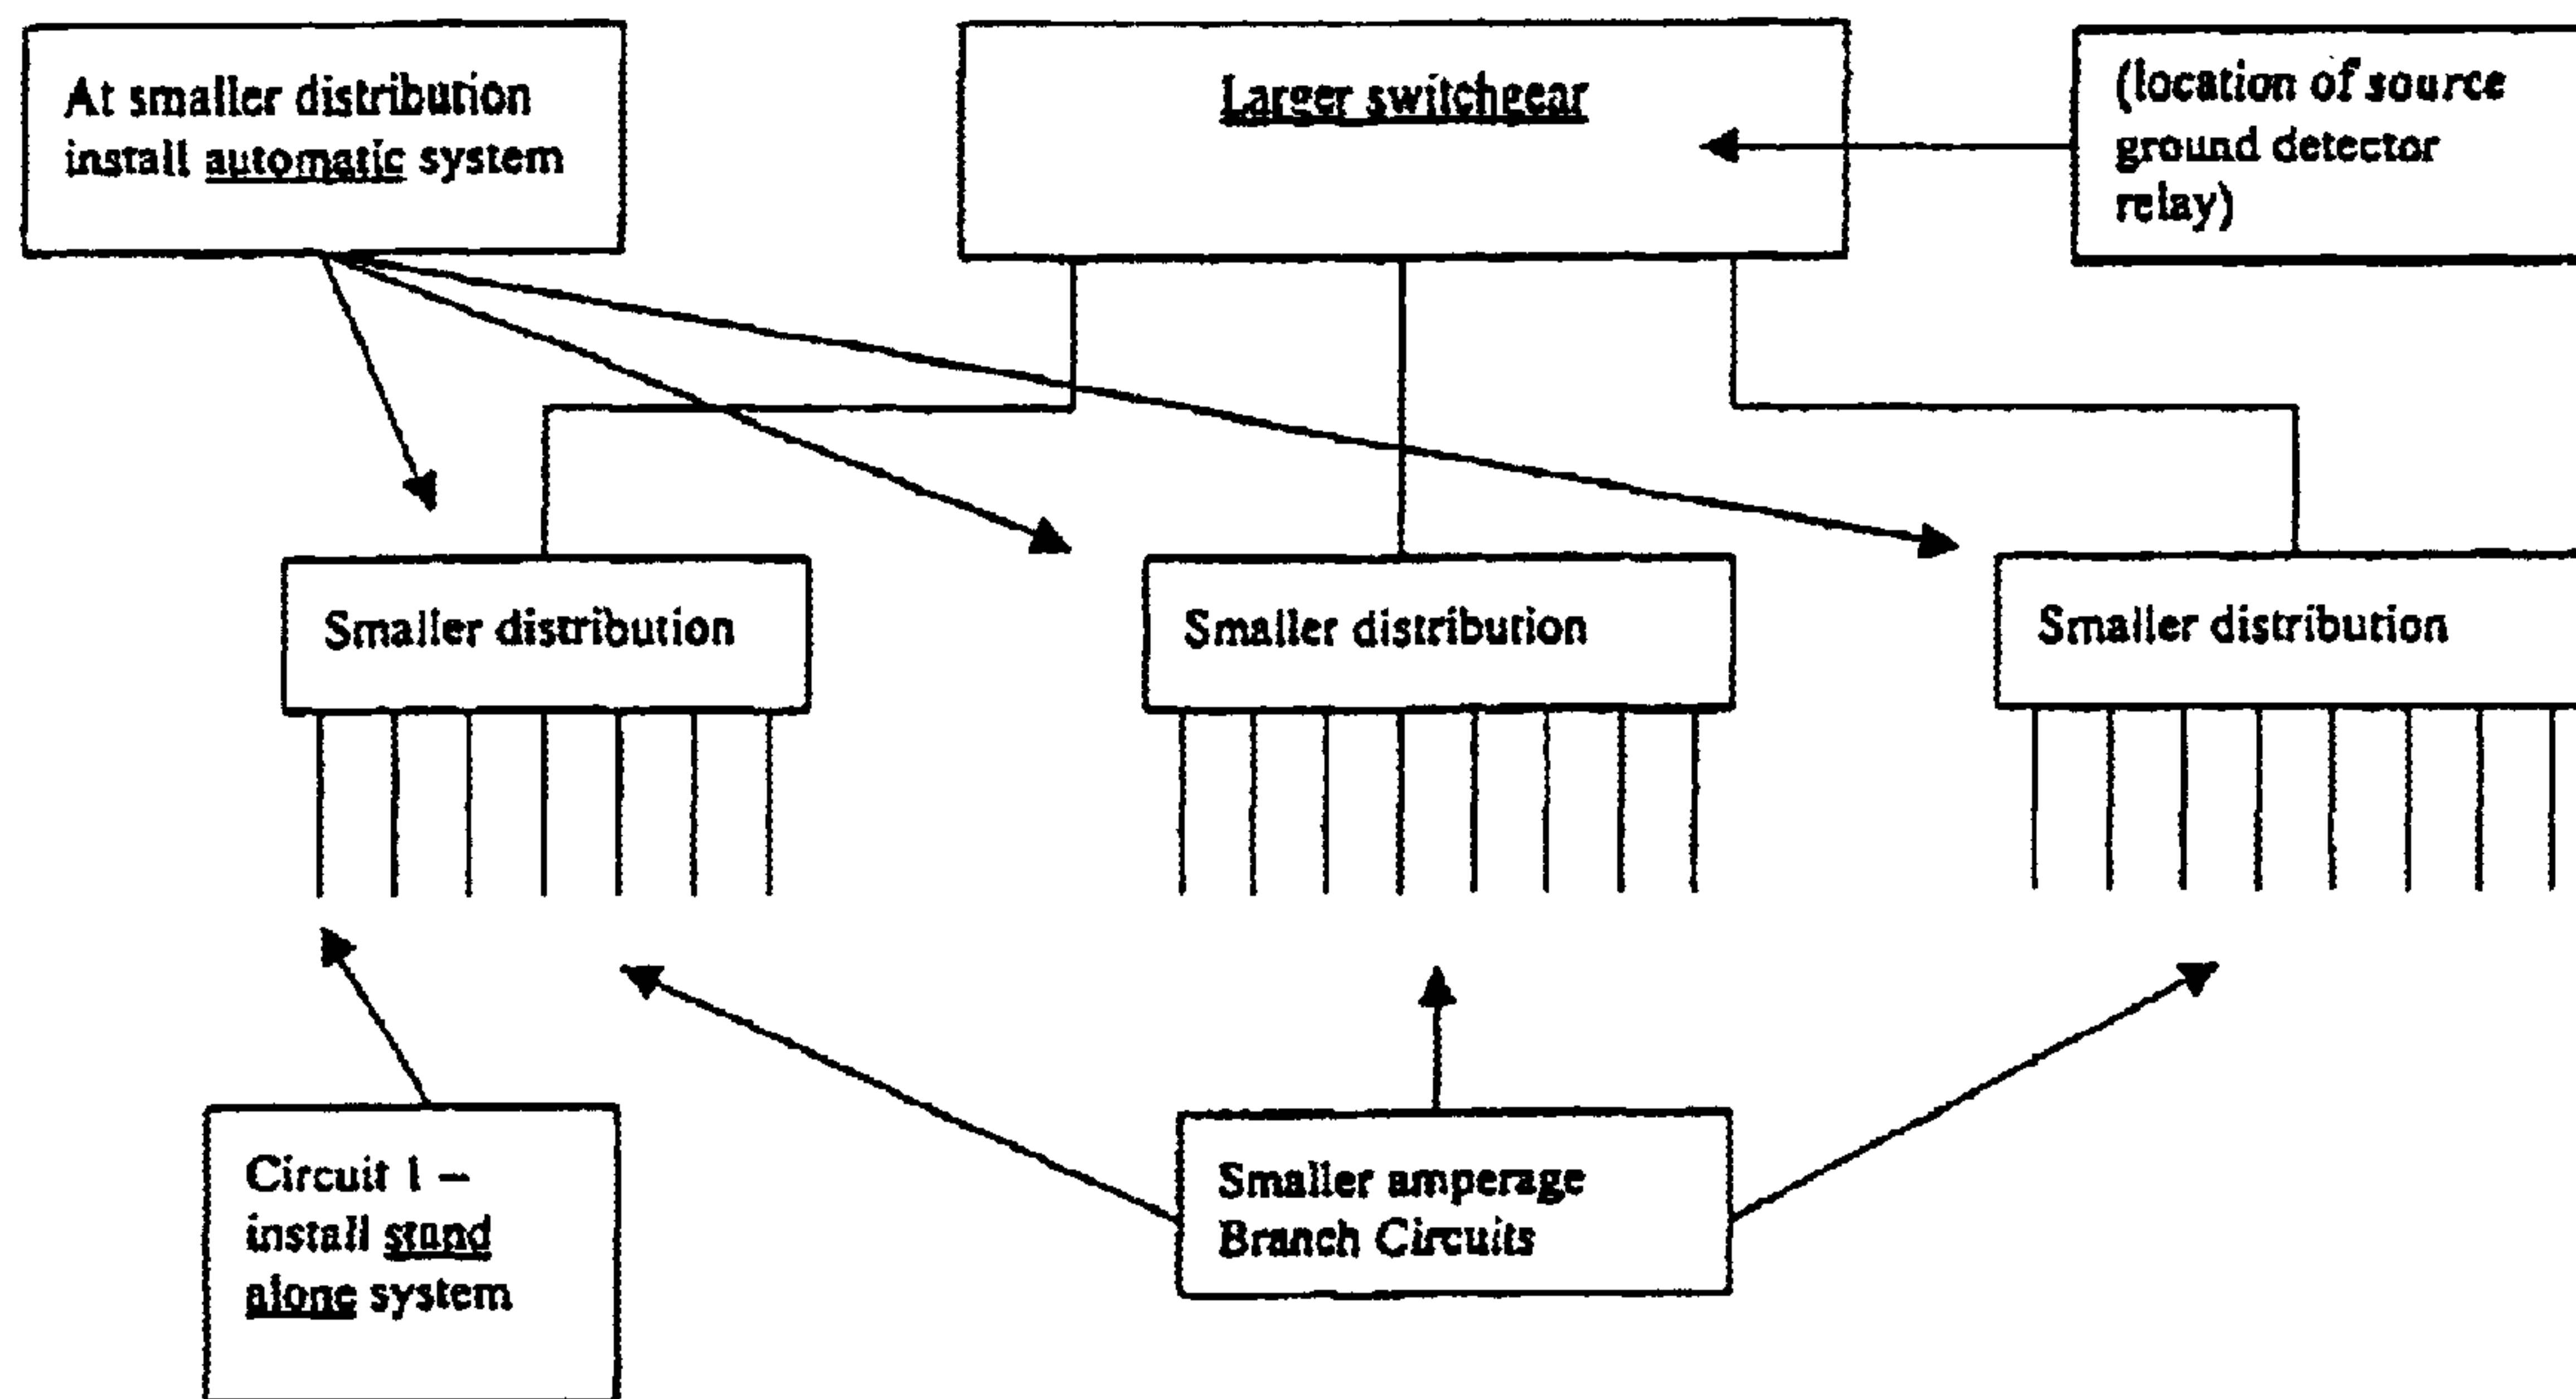 At smaller distribution
install automatic system
Larger switchgear
(location of source
ground detector
relay)
Smaller distribution
Smaller distribution
Smaller distribution
Circuit 1 –
install stand
alone system
Smaller amperage
Branch Circuits